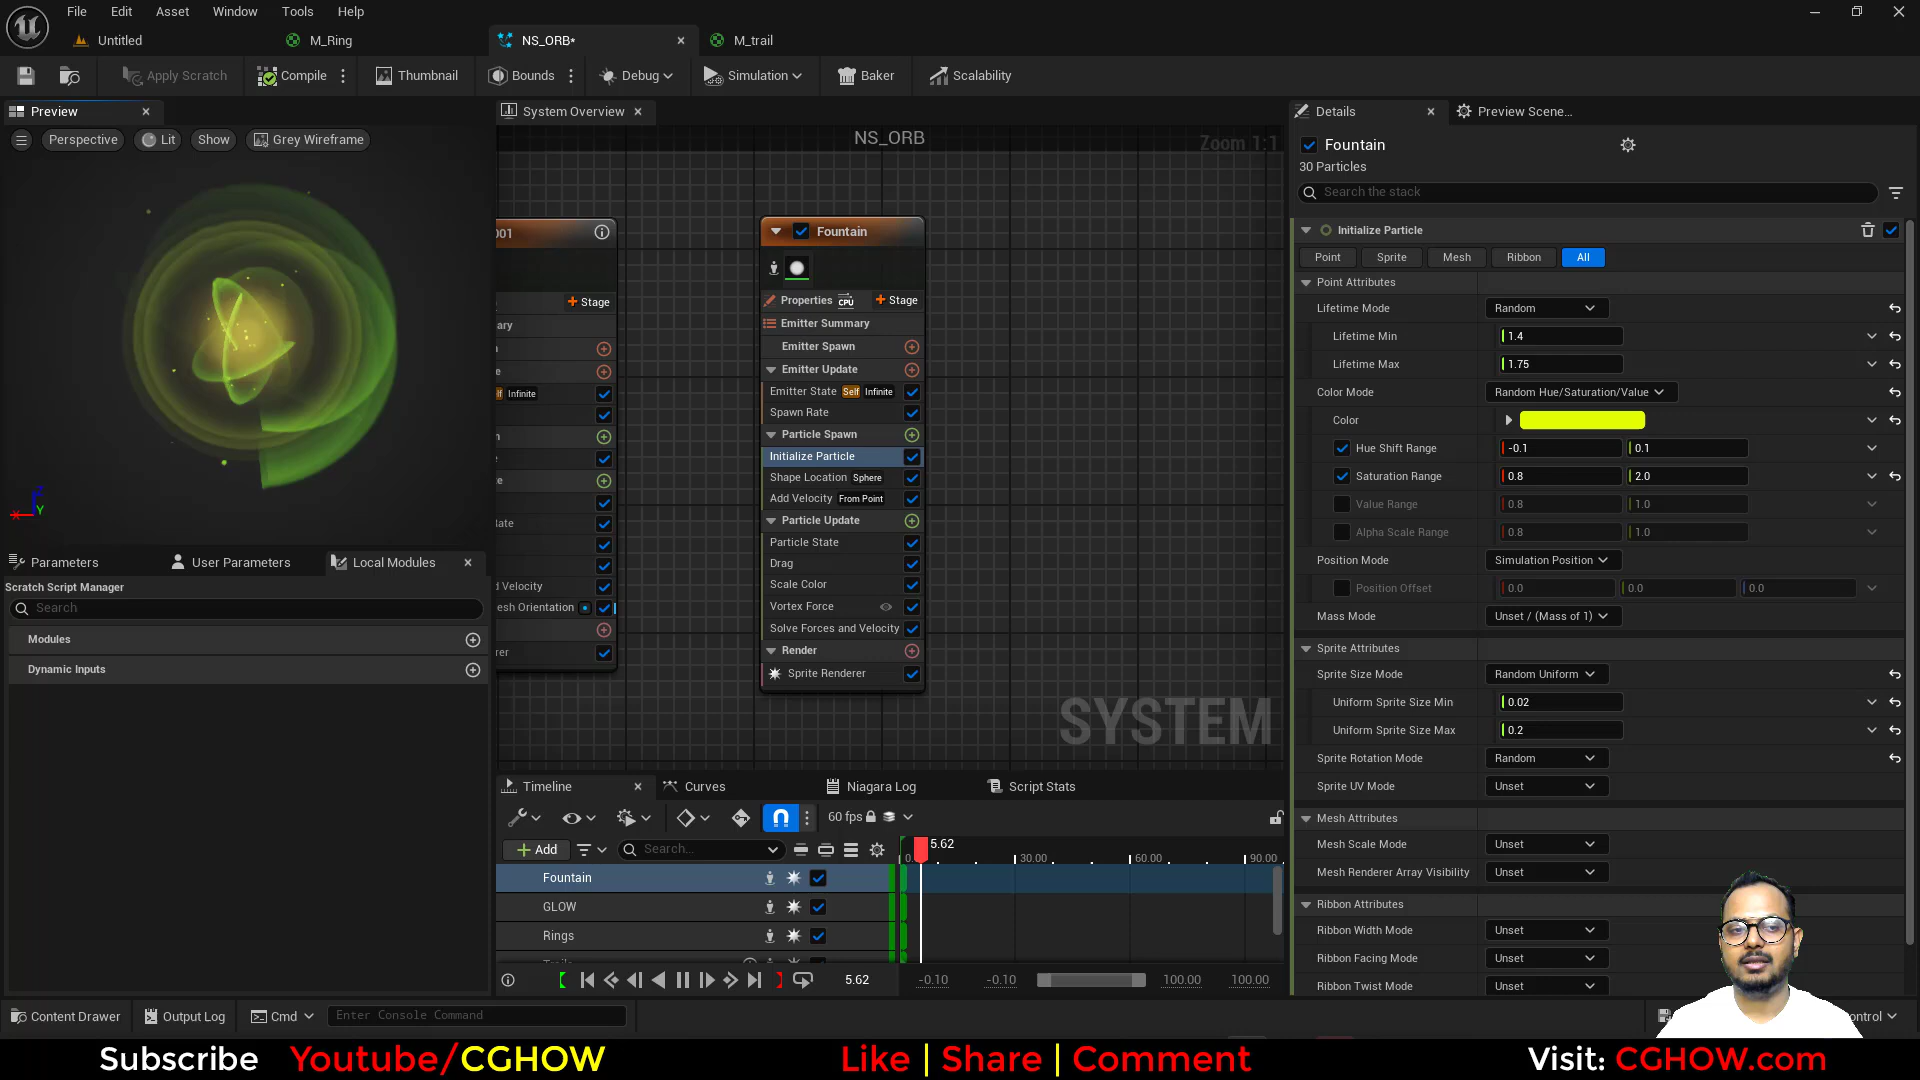 File Edit Asset Window Tools Help
Untitled M_Ring NS_ORB* M_trail
Apply Scratch Compile Thumbnail Bounds Debug Simulation Baker Scalability
Preview System Overview Details Preview Scene...
Perspective Lit Show Grey Wireframe
NS_ORB Zoom 1:1
Fountain
30 Particles
Search the stack
Initialize Particle
Point Sprite Mesh Ribbon All
Point Attributes
Lifetime Mode Random
Lifetime Min 1.4
Lifetime Max 1.75
Color Mode Random Hue/Saturation/Value
Color
Hue Shift Range -0.1 0.1
Saturation Range 0.8 2.0
Value Range 0.8 1.0
Alpha Scale Range 0.8 1.0
Position Mode Simulation Position
Position Offset 0.0 0.0 0.0
Mass Mode Unset / (Mass of 1)
Sprite Attributes
Sprite Size Mode Random Uniform
Uniform Sprite Size Min 0.02
Uniform Sprite Size Max 0.2
Sprite Rotation Mode Random
Sprite UV Mode Unset
Mesh Attributes
Mesh Scale Mode Unset
Mesh Renderer Array Visibility Unset
Ribbon Attributes
Ribbon Width Mode Unset
Ribbon Facing Mode Unset
Ribbon Twist Mode Unset
001
Stage
Infinite
d Velocity
esh Orientation
Fountain
Properties CPU Stage
Emitter Summary
Emitter Spawn
Emitter Update
Emitter State Self Infinite
Spawn Rate
Particle Spawn
Initialize Particle
Shape Location Sphere
Add Velocity From Point
Particle Update
Particle State
Drag
Scale Color
Vortex Force
Solve Forces and Velocity
Render
Sprite Renderer
SYSTEM
X Y
Parameters User Parameters Local Modules
Scratch Script Manager
Search
Modules
Dynamic Inputs
Timeline Curves Niagara Log Script Stats
60 fps
Add Search... 5.62
30.00 60.00 90.00
Fountain
GLOW
Rings
5.62 -0.10 -0.10 100.00 100.00
Content Drawer Output Log Cmd Enter Console Command
Subscribe Youtube/CGHOW Like | Share | Comment Visit: CGHOW.com